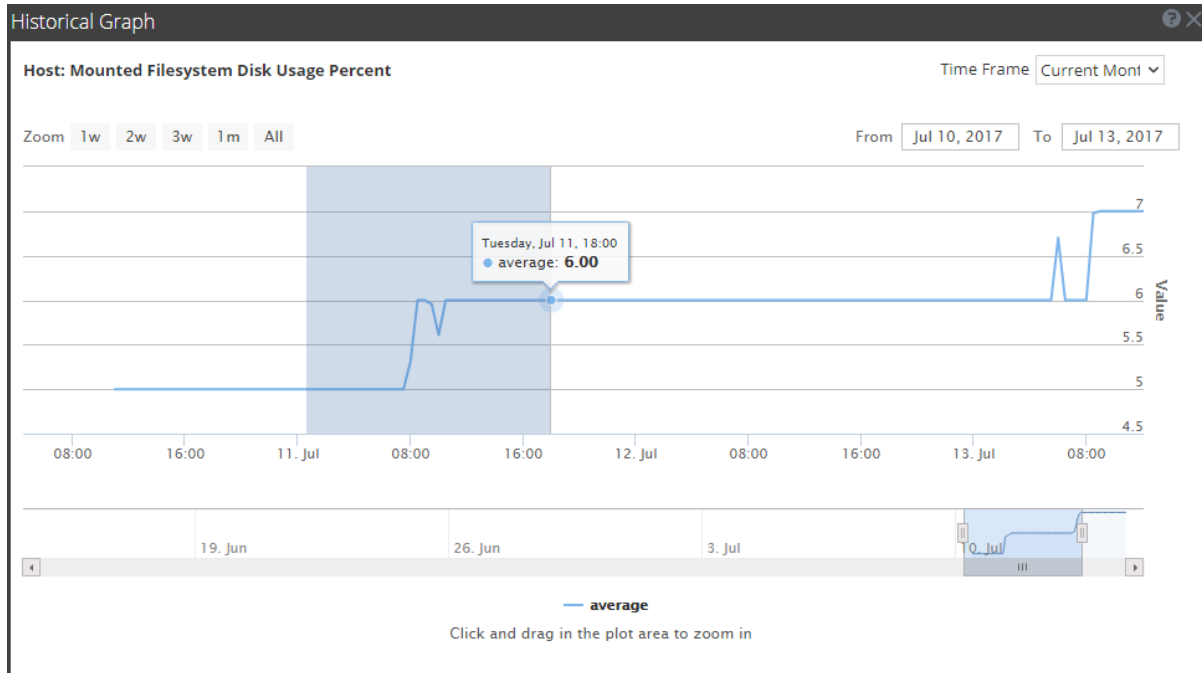 Historical Graph
Host: Mounted Filesystem Disk Usage Percent
Time Frame Current Mont
Zoom 1w 2w 3w 1m All
From Jul 10, 2017 To Jul 13, 2017
7
6.5
6
5.5
5
4.5
Value
Tuesday, Jul 11, 18:00
average: 6.00
08:00 16:00 11. Jul 08:00 16:00 12. Jul 08:00 16:00 13. Jul 08:00
19. Jun 26. Jun 3. Jul 10. Jul
average
Click and drag in the plot area to zoom in